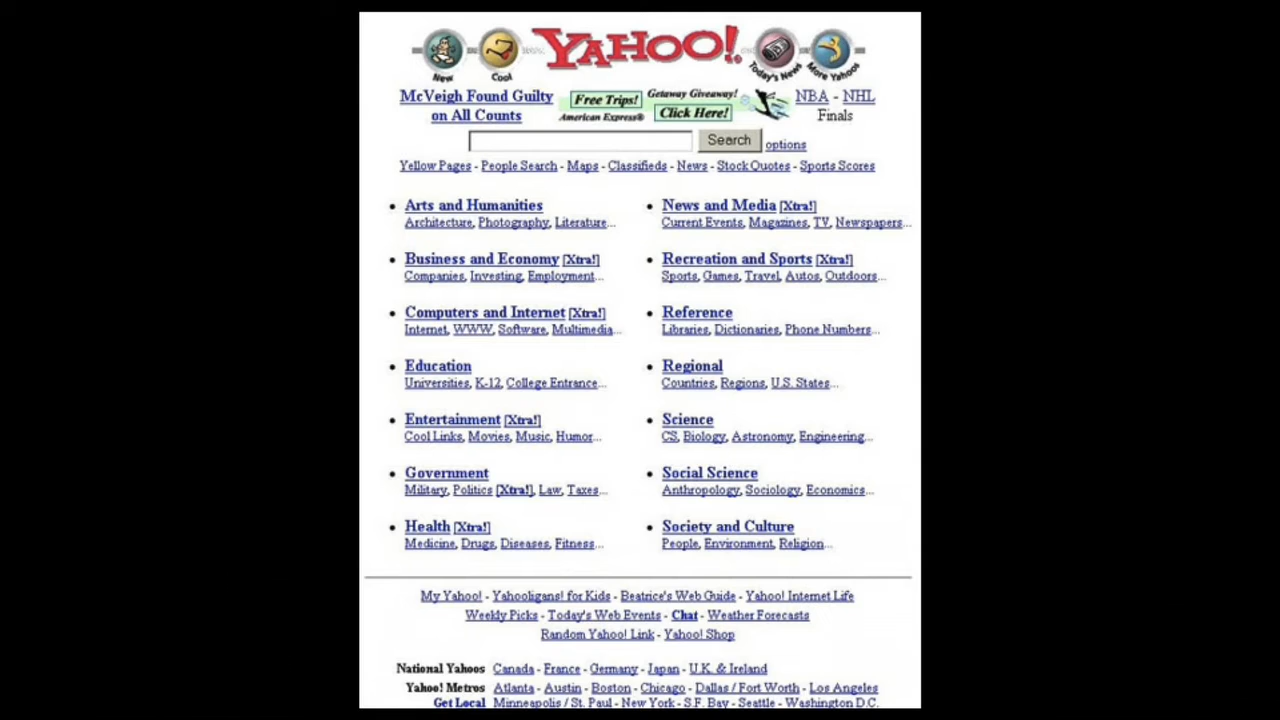 YAHOO!
New
Cool
Today's News
More Yahoos
McVeigh Found Guilty
on All Counts
Free Trips!
American Express®
Getaway Giveaway!
Click Here!
NBA - NHL
Finals
Search options
Yellow Pages - People Search - Maps - Classifieds - News - Stock Quotes - Sports Scores
• Arts and Humanities
Architecture, Photography, Literature...
• Business and Economy [Xtra!]
Companies, Investing, Employment...
• Computers and Internet [Xtra!]
Internet, WWW, Software, Multimedia...
• Education
Universities, K-12, College Entrance...
• Entertainment [Xtra!]
Cool Links, Movies, Music, Humor...
• Government
Military, Politics [Xtra!], Law, Taxes...
• Health [Xtra!]
Medicine, Drugs, Diseases, Fitness...
• News and Media [Xtra!]
Current Events, Magazines, TV, Newspapers...
• Recreation and Sports [Xtra!]
Sports, Games, Travel, Autos, Outdoors...
• Reference
Libraries, Dictionaries, Phone Numbers...
• Regional
Countries, Regions, U.S. States...
• Science
CS, Biology, Astronomy, Engineering...
• Social Science
Anthropology, Sociology, Economics...
• Society and Culture
People, Environment, Religion...
My Yahoo! - Yahooligans! for Kids - Beatrice's Web Guide - Yahoo! Internet Life
Weekly Picks - Today's Web Events - Chat - Weather Forecasts
Random Yahoo! Link - Yahoo! Shop
National Yahoos Canada - France - Germany - Japan - U.K. & Ireland
Yahoo! Metros Atlanta - Austin - Boston - Chicago - Dallas / Fort Worth - Los Angeles
Get Local Minneapolis / St. Paul - New York - S.F. Bay - Seattle - Washington D.C.